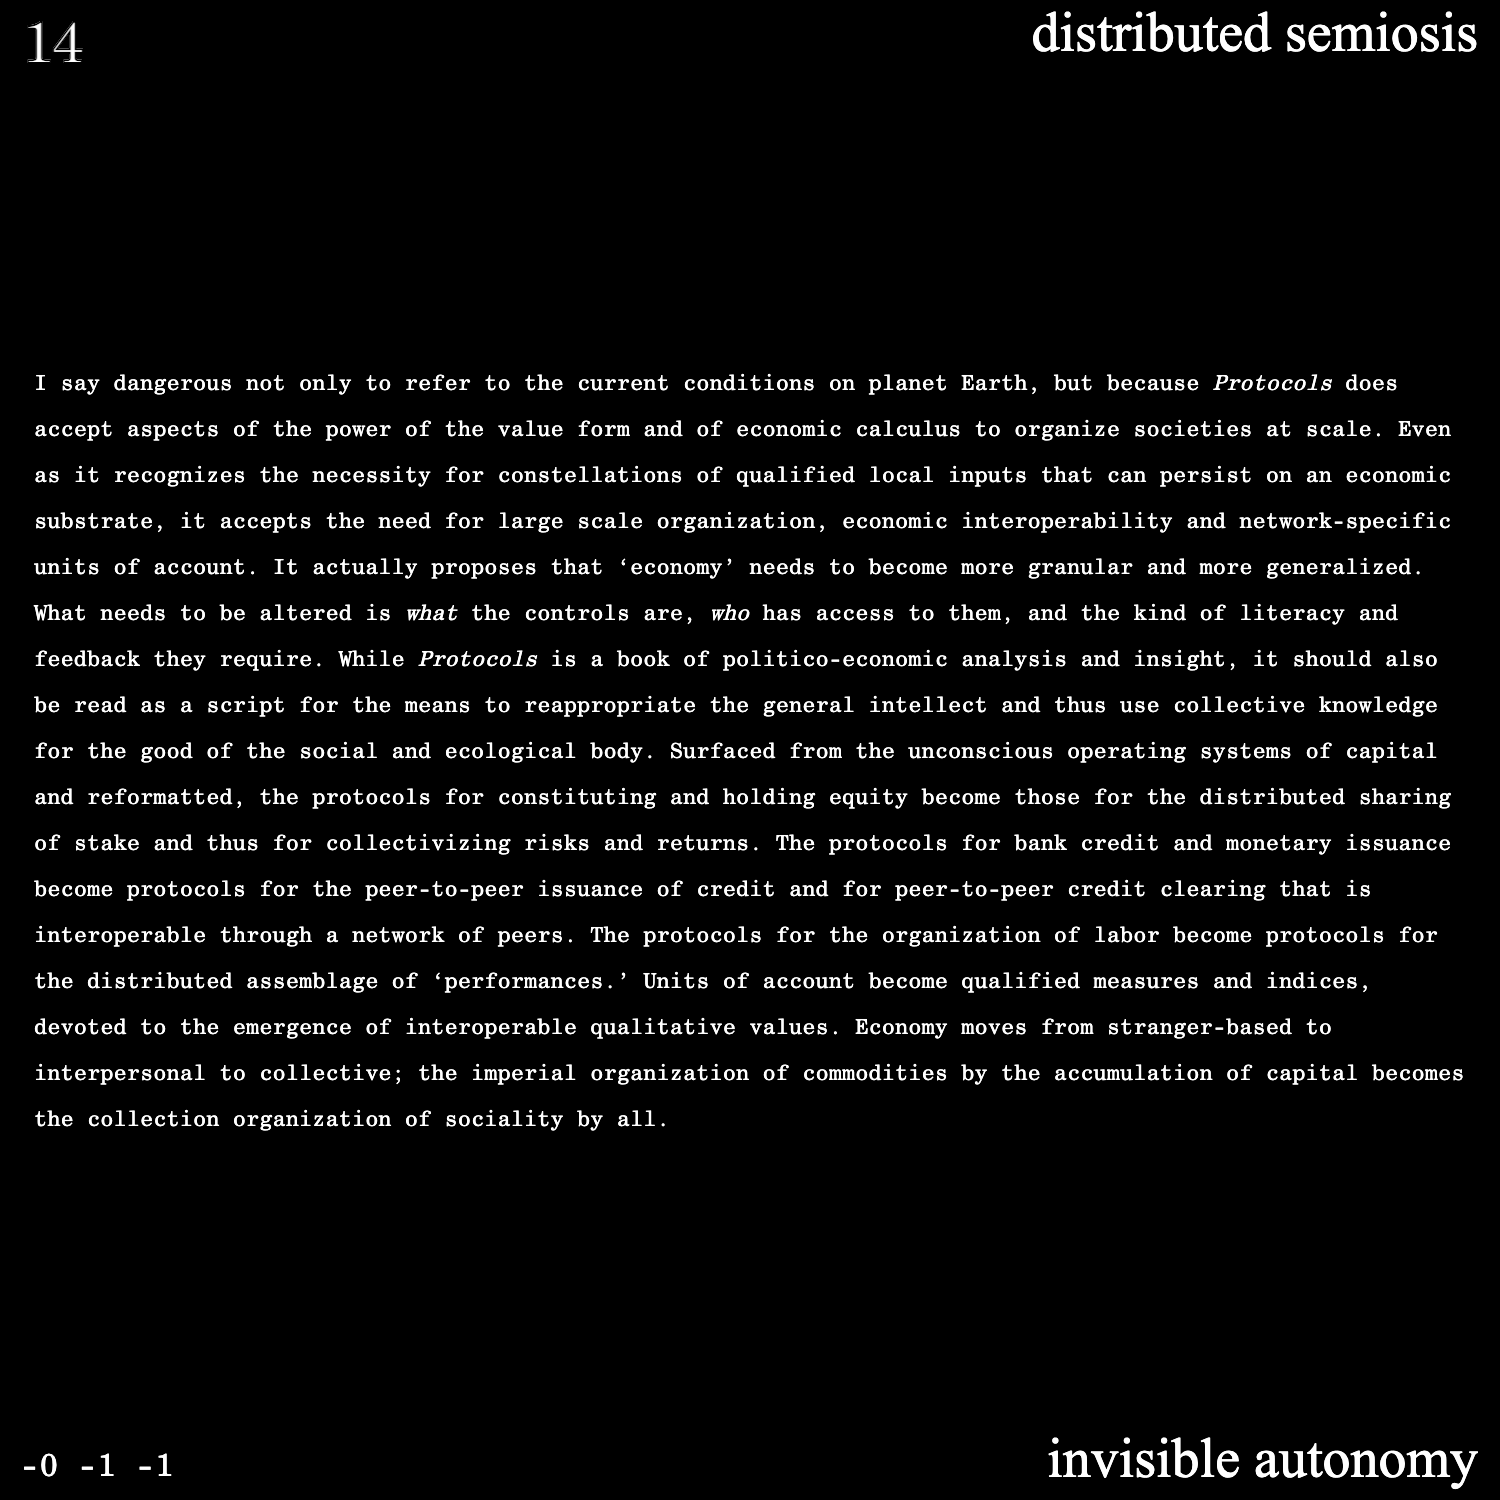 14
distributed semiosis
I say dangerous not only to refer to the current conditions on planet Earth, but because Protocols does
accept aspects of the power of the value form and of economic calculus to organize societies at scale. Even
as it recognizes the necessity for constellations of qualified local inputs that can persist on an economic
substrate, it accepts the need for large scale organization, economic interoperability and network-specific
units of account. It actually proposes that ‘economy’ needs to become more granular and more generalized.
What needs to be altered is what the controls are, who has access to them, and the kind of literacy and
feedback they require. While Protocols is a book of politico-economic analysis and insight, it should also
be read as a script for the means to reappropriate the general intellect and thus use collective knowledge
for the good of the social and ecological body. Surfaced from the unconscious operating systems of capital
and reformatted, the protocols for constituting and holding equity become those for the distributed sharing
of stake and thus for collectivizing risks and returns. The protocols for bank credit and monetary issuance
become protocols for the peer-to-peer issuance of credit and for peer-to-peer credit clearing that is
interoperable through a network of peers. The protocols for the organization of labor become protocols for
the distributed assemblage of ‘performances.’ Units of account become qualified measures and indices,
devoted to the emergence of interoperable qualitative values. Economy moves from stranger-based to
interpersonal to collective; the imperial organization of commodities by the accumulation of capital becomes
the collection organization of sociality by all.
-0 -1 -1
invisible autonomy